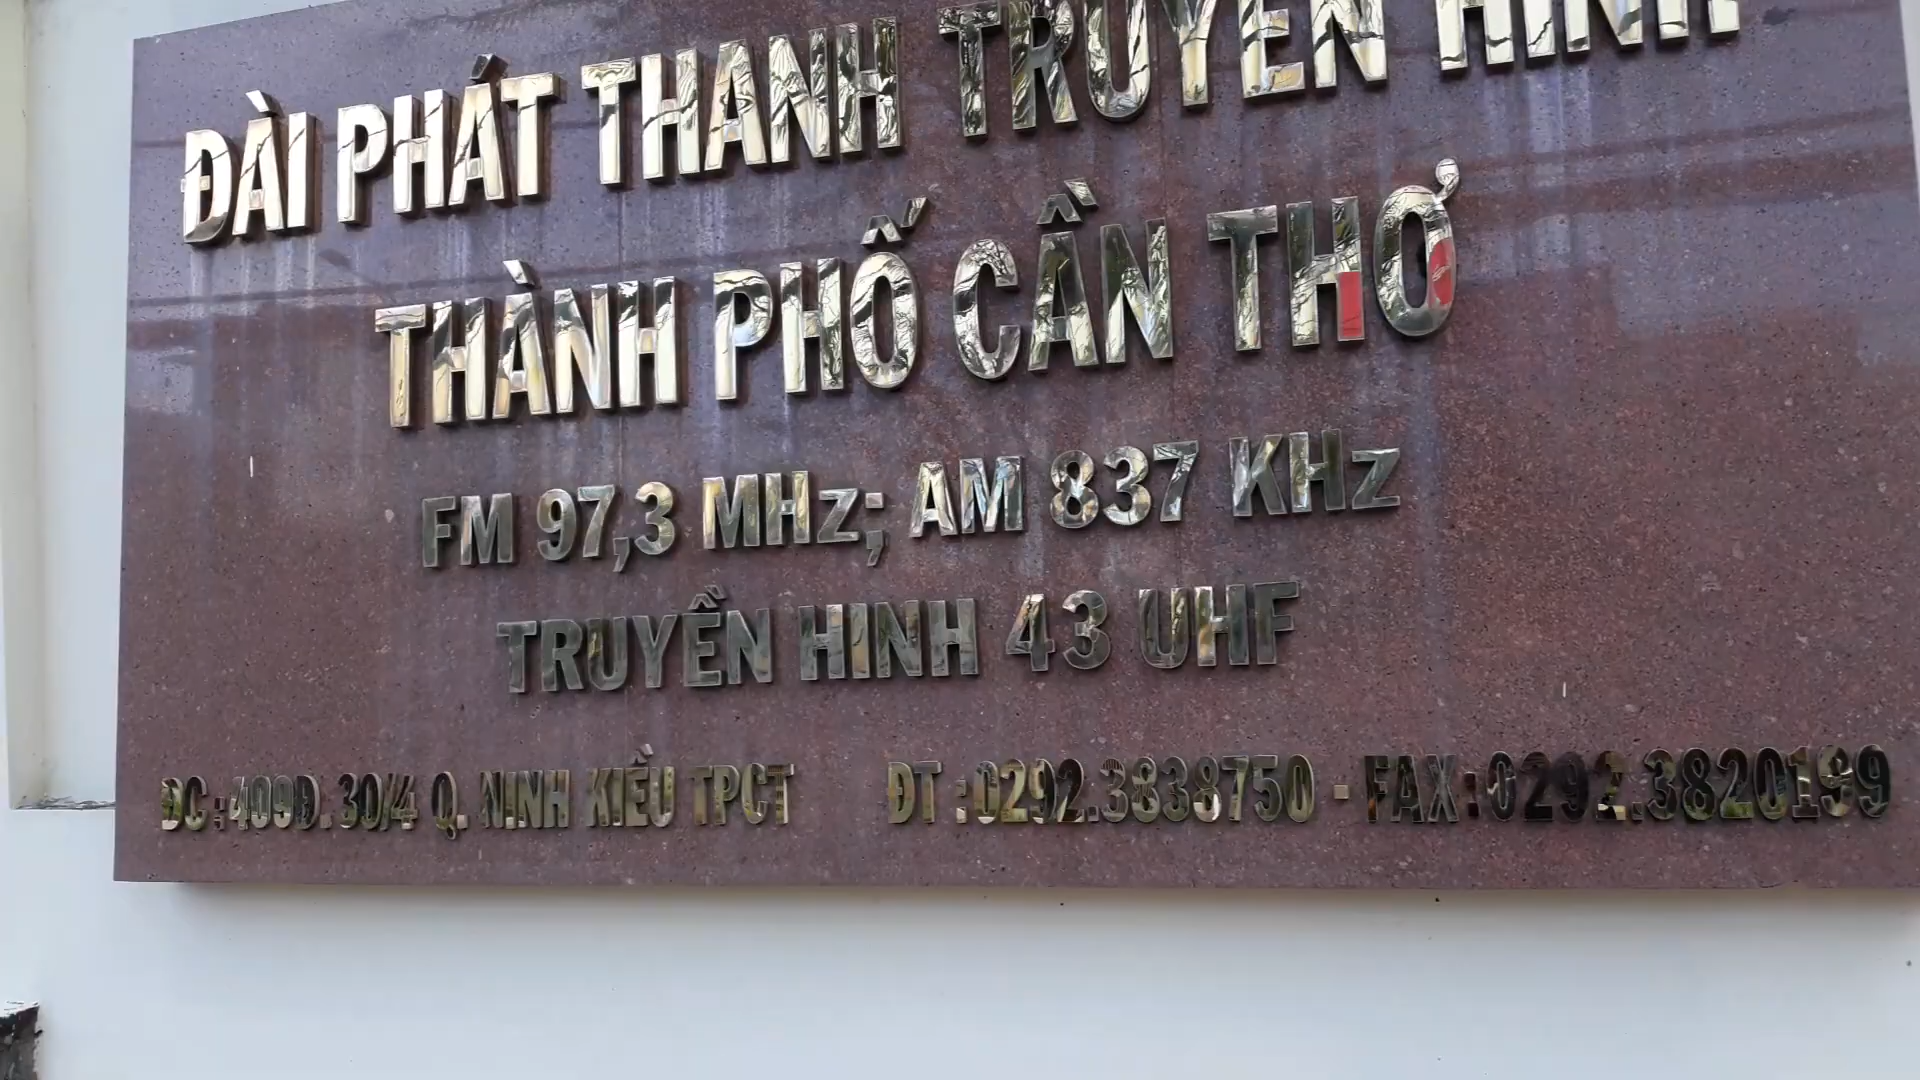 ĐÀI PHÁT THANH TRUYỀN HÌNH
THÀNH PHỐ CẦN THƠ
FM 97,3 MHz; AM 837 KHz
TRUYỀN HINH 43 UHF
ĐC : 409Đ. 30/4 Q. NINH KIỀU TPCT ĐT : 0292.3838750 - FAX : 0292.3820199